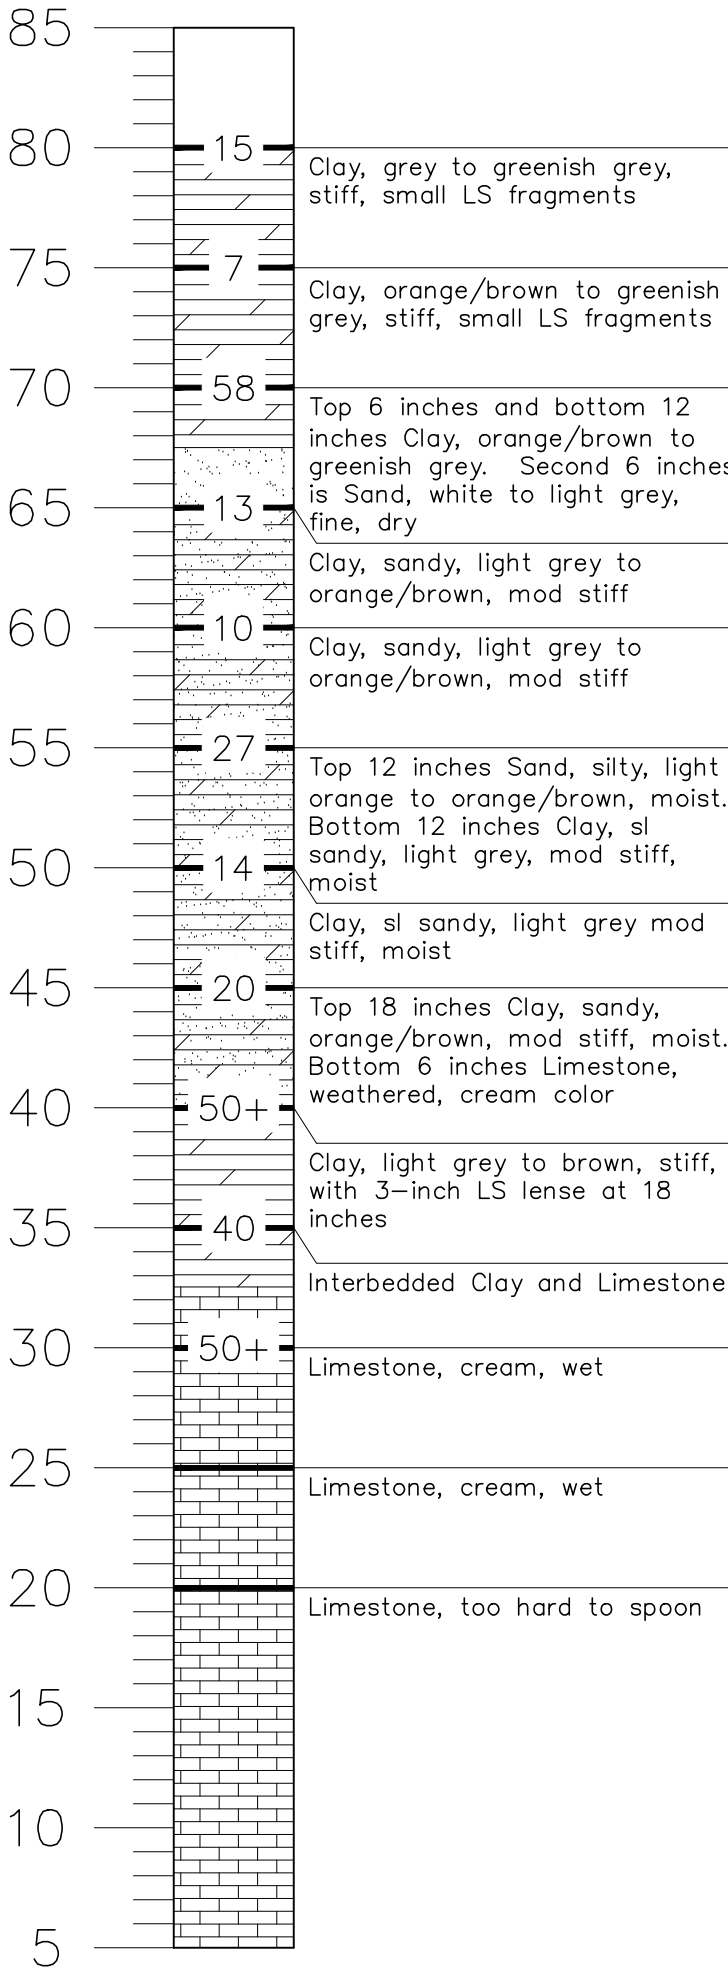 85
80
15
Clay, grey to greenish grey,
stiff, small LS fragments
75
7
Clay, orange/brown to greenish
grey, stiff, small LS fragments
70
58
Top 6 inches and bottom 12
inches Clay, orange/brown to
greenish grey. Second 6 inches
is Sand, white to light grey,
fine, dry
65
13
Clay, sandy, light grey to
orange/brown, mod stiff
60
10
Clay, sandy, light grey to
orange/brown, mod stiff
55
27
Top 12 inches Sand, silty, light
orange to orange/brown, moist.
Bottom 12 inches Clay, sl
sandy, light grey, mod stiff,
moist
50
14
Clay, sl sandy, light grey mod
stiff, moist
45
20
Top 18 inches Clay, sandy,
orange/brown, mod stiff, moist.
Bottom 6 inches Limestone,
weathered, cream color
40
50+
Clay, light grey to brown, stiff,
with 3-inch LS lense at 18
inches
35
40
Interbedded Clay and Limestone
30
50+
Limestone, cream, wet
25
Limestone, cream, wet
20
Limestone, too hard to spoon
15
10
5